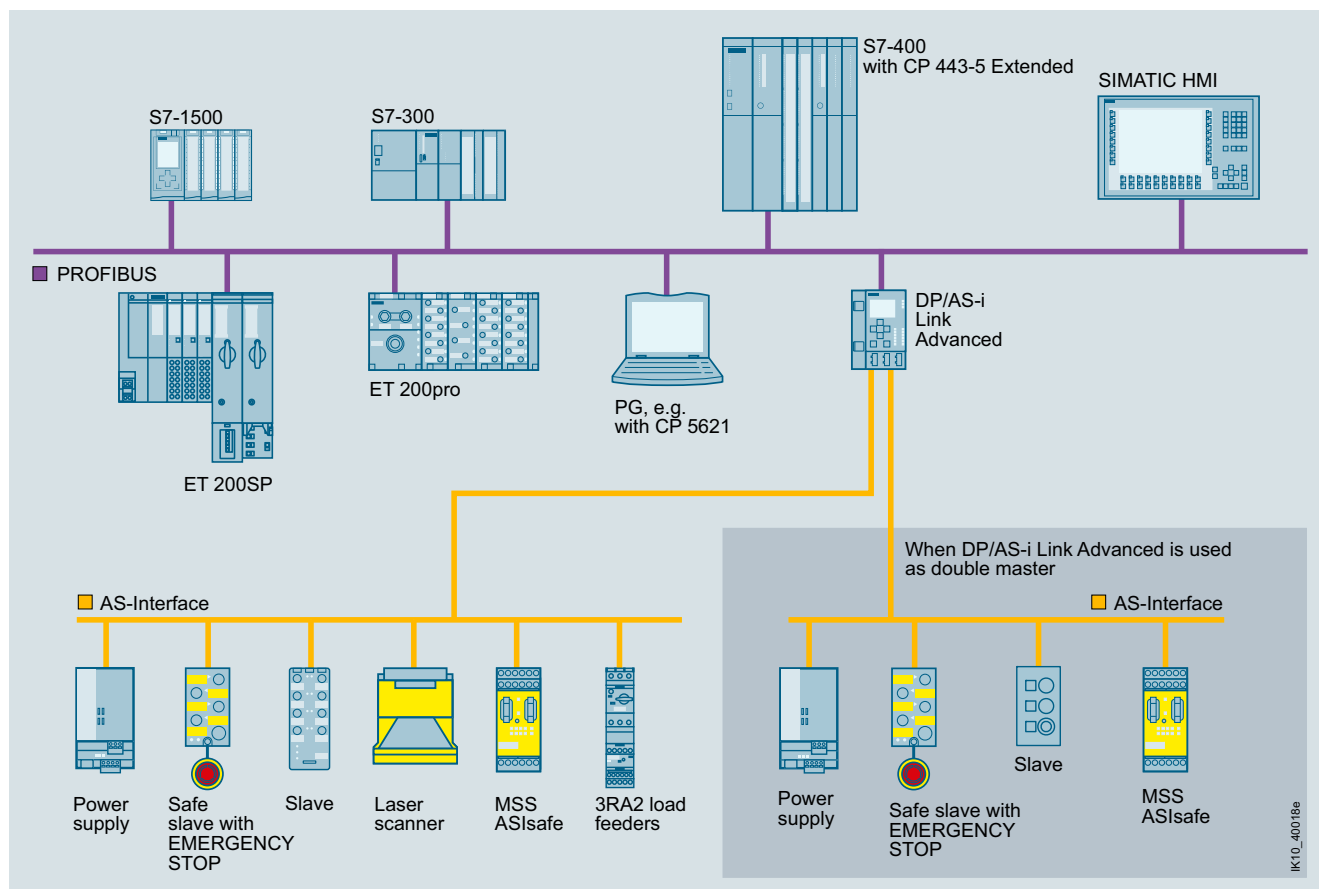 S7-400
with CP 443-5 Extended
SIMATIC HMI
S7-1500
S7-300
PROFIBUS
DP/AS-i
Link
Advanced
ET 200pro
PG, e.g.
with CP 5621
ET 200SP
When DP/AS-i Link Advanced is used
as double master
AS-Interface
AS-Interface
Power
supply
Safe
slave with
EMERGENCY
STOP
Slave
Laser
scanner
MSS
ASIsafe
3RA2 load
feeders
Power
supply
Safe slave with
EMERGENCY
STOP
Slave
MSS
ASIsafe
IK10_40018e